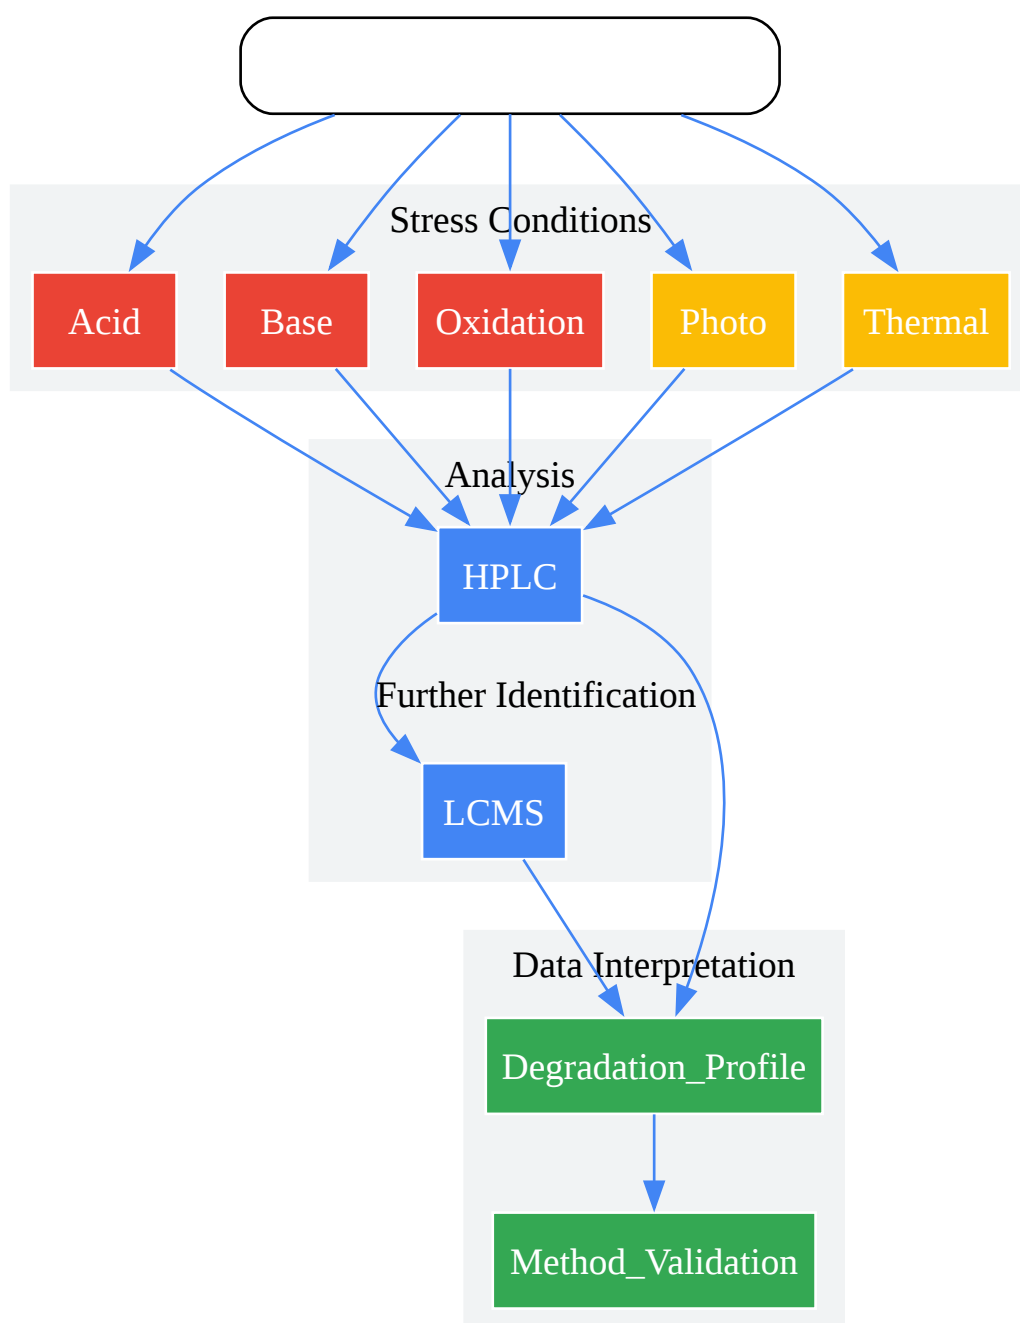 Stress Conditions
Acid
Base
Oxidation
Photo
Thermal
Analysis
HPLC
Further Identification
LCMS
Data Interpretation
Degradation_Profile
Method_Validation